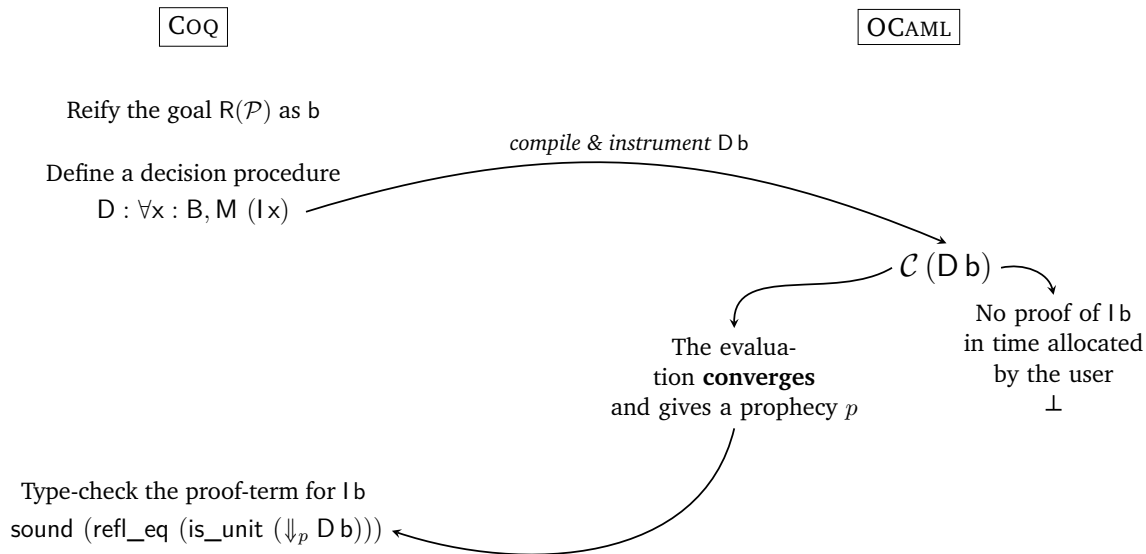 COQ
OCAML
Reify the goal R(𝒫) as b
compile & instrument D b
Define a decision procedure
D : ∀x : B, M (I x)
𝒞 (D b)
No proof of I b
in time allocated
by the user
⊥
The evalua-
tion converges
and gives a prophecy p
Type-check the proof-term for I b
sound (refl_eq (is_unit (⇓p D b)))